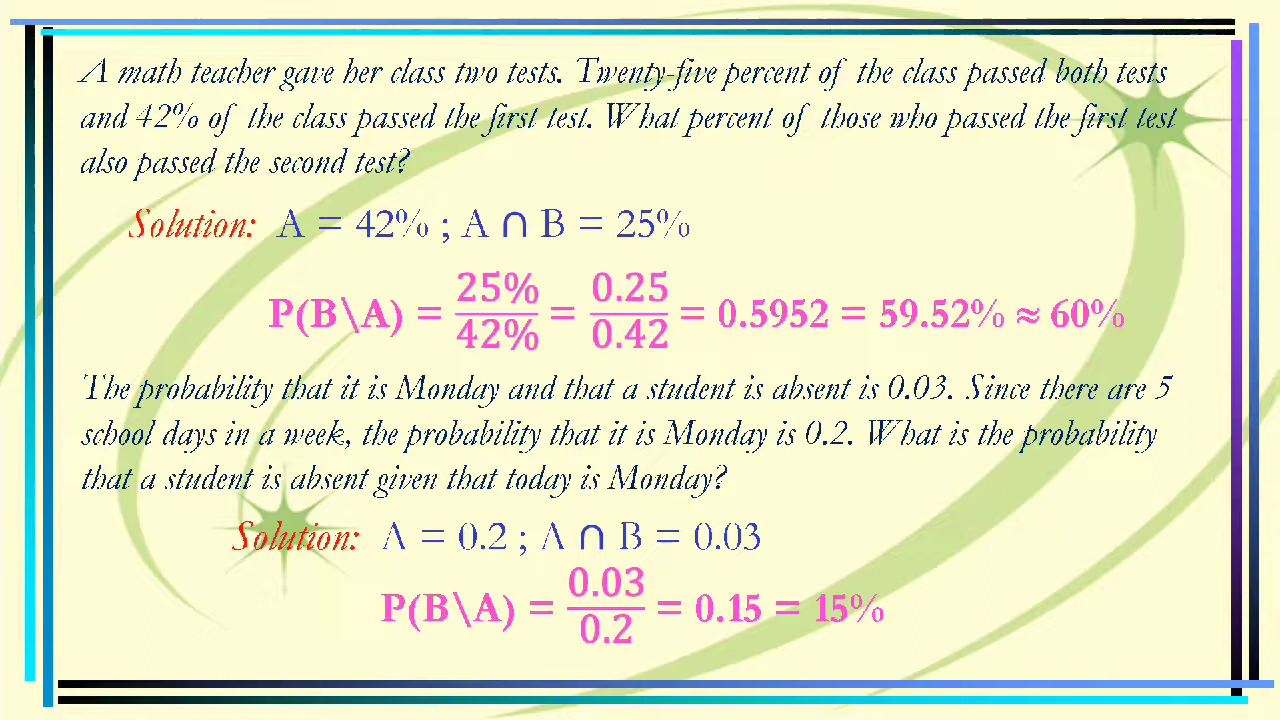 A math teacher gave her class two tests. Twenty-five percent of the class passed both tests
and 42% of the class passed the first test. What percent of those who passed the first test
also passed the second test?
Solution: A = 42% ; A ∩ B = 25%
P(B\A) = 25%/42% = 0.25/0.42 = 0.5952 = 59.52% ≈ 60%
The probability that it is Monday and that a student is absent is 0.03. Since there are 5
school days in a week, the probability that it is Monday is 0.2. What is the probability
that a student is absent given that today is Monday?
Solution: A = 0.2 ; A ∩ B = 0.03
P(B\A) = 0.03/0.2 = 0.15 = 15%